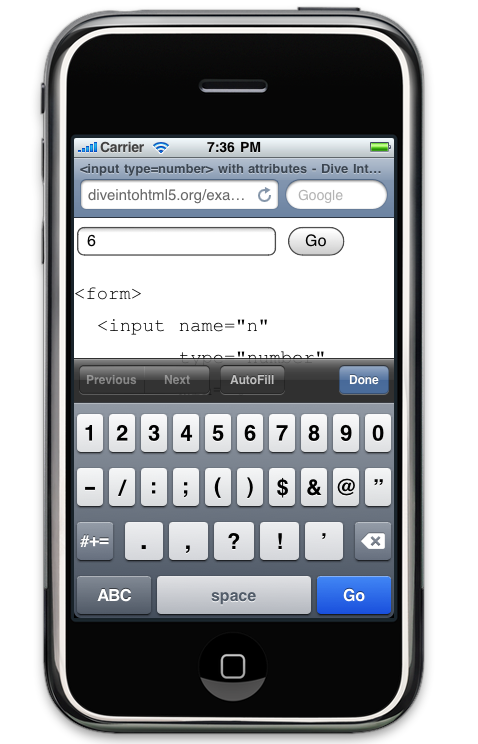 Carrier 7:36 PM
<input type=number> with attributes - Dive Int...
diveintohtml5.org/exa... Google
6 Go
<form>
<input name="n"
type="number"
Previous Next AutoFill Done
1 2 3 4 5 6 7 8 9 0
- / : ; ( ) $ & @ ”
#+= . , ? ! ’
ABC space Go